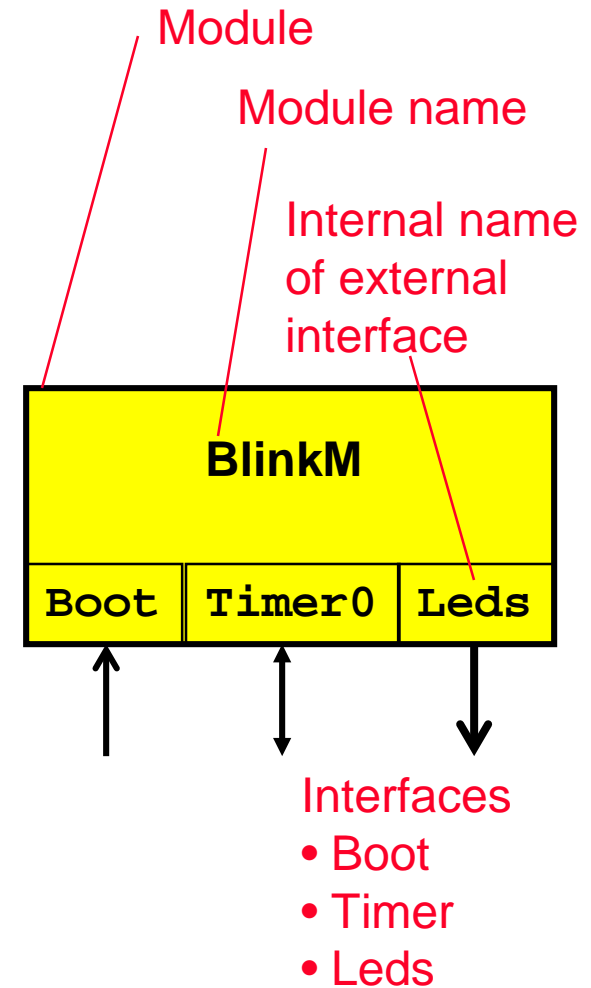 Module
Module name
Internal name
of external
interface
BlinkM
Boot Timer0 Leds
Interfaces
• Boot
• Timer
• Leds